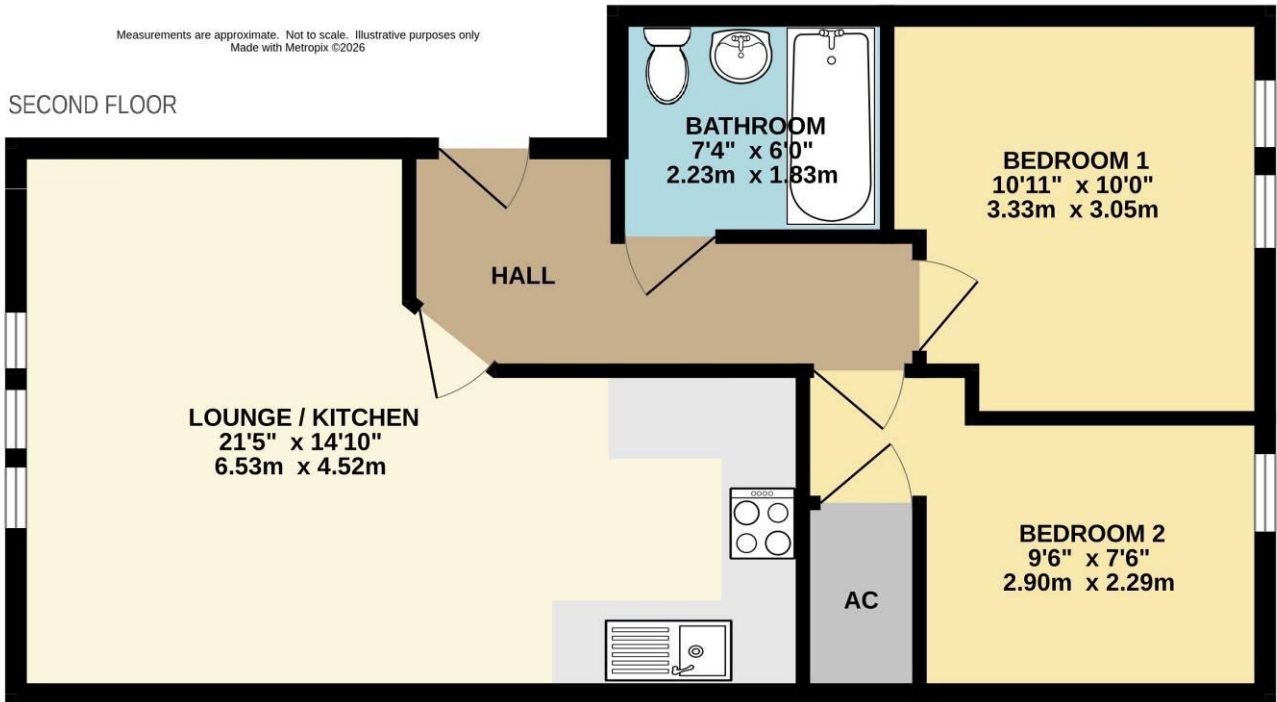 Measurements are approximate. Not to scale. Illustrative purposes only
Made with Metropix ©2026
SECOND FLOOR
BATHROOM
7'4" x 6'0"
2.23m x 1.83m
BEDROOM 1
10'11" x 10'0"
3.33m x 3.05m
HALL
LOUNGE / KITCHEN
21'5" x 14'10"
6.53m x 4.52m
BEDROOM 2
9'6" x 7'6"
2.90m x 2.29m
AC